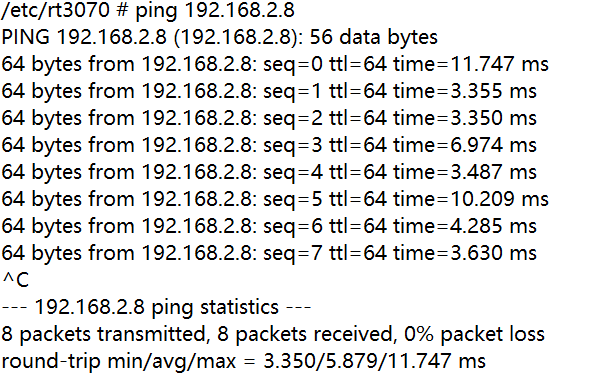 /etc/rt3070 # ping 192.168.2.8
PING 192.168.2.8 (192.168.2.8): 56 data bytes
64 bytes from 192.168.2.8: seq=0 ttl=64 time=11.747 ms
64 bytes from 192.168.2.8: seq=1 ttl=64 time=3.355 ms
64 bytes from 192.168.2.8: seq=2 ttl=64 time=3.350 ms
64 bytes from 192.168.2.8: seq=3 ttl=64 time=6.974 ms
64 bytes from 192.168.2.8: seq=4 ttl=64 time=3.487 ms
64 bytes from 192.168.2.8: seq=5 ttl=64 time=10.209 ms
64 bytes from 192.168.2.8: seq=6 ttl=64 time=4.285 ms
64 bytes from 192.168.2.8: seq=7 ttl=64 time=3.630 ms
^C
--- 192.168.2.8 ping statistics ---
8 packets transmitted, 8 packets received, 0% packet loss
round-trip min/avg/max = 3.350/5.879/11.747 ms